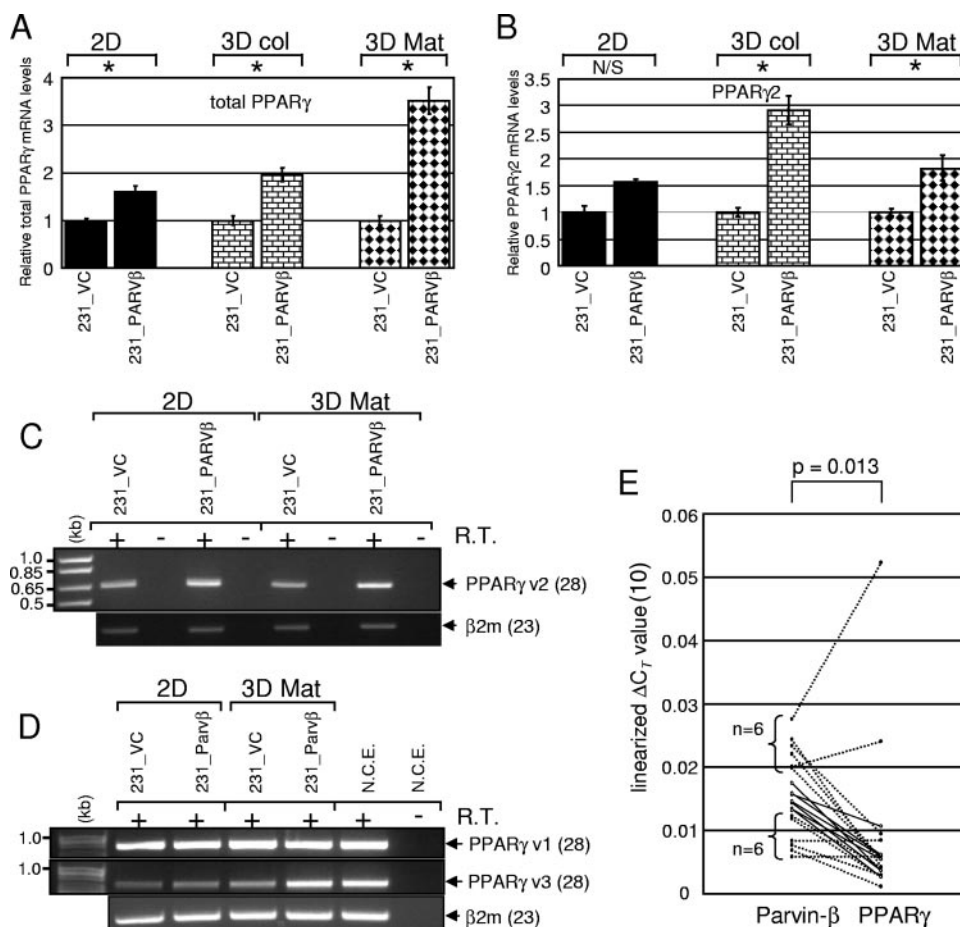 A
2D
3D col
3D Mat
*
*
*
Relative total PPARγ mRNA levels
4
3
2
1
0
total PPARγ
231_VC
231_PARVβ
231_VC
231_PARVβ
231_VC
231_PARVβ
B
2D
3D col
3D Mat
N/S
*
*
Relative PPARγ2 mRNA levels
3.5
3
2.5
2
1.5
1
0.5
0
PPARγ2
231_VC
231_PARVβ
231_VC
231_PARVβ
231_VC
231_PARVβ
C
2D
3D Mat
(kb)
231_VC
231_PARVβ
231_VC
231_PARVβ
+ - + - + - + - R.T.
1.0
0.85
0.65
0.5
PPARγ v2 (28)
β2m (23)
D
2D
3D Mat
(kb)
231_VC
231_Parvβ
231_VC
231_Parvβ
N.C.E.
N.C.E.
+ + + + + - R.T.
1.0
PPARγ v1 (28)
1.0
PPARγ v3 (28)
β2m (23)
E
p = 0.013
linearized ΔCT value (10)
0.06
0.05
0.04
0.03
0.02
0.01
0
n=6
n=6
Parvin-β PPARγ